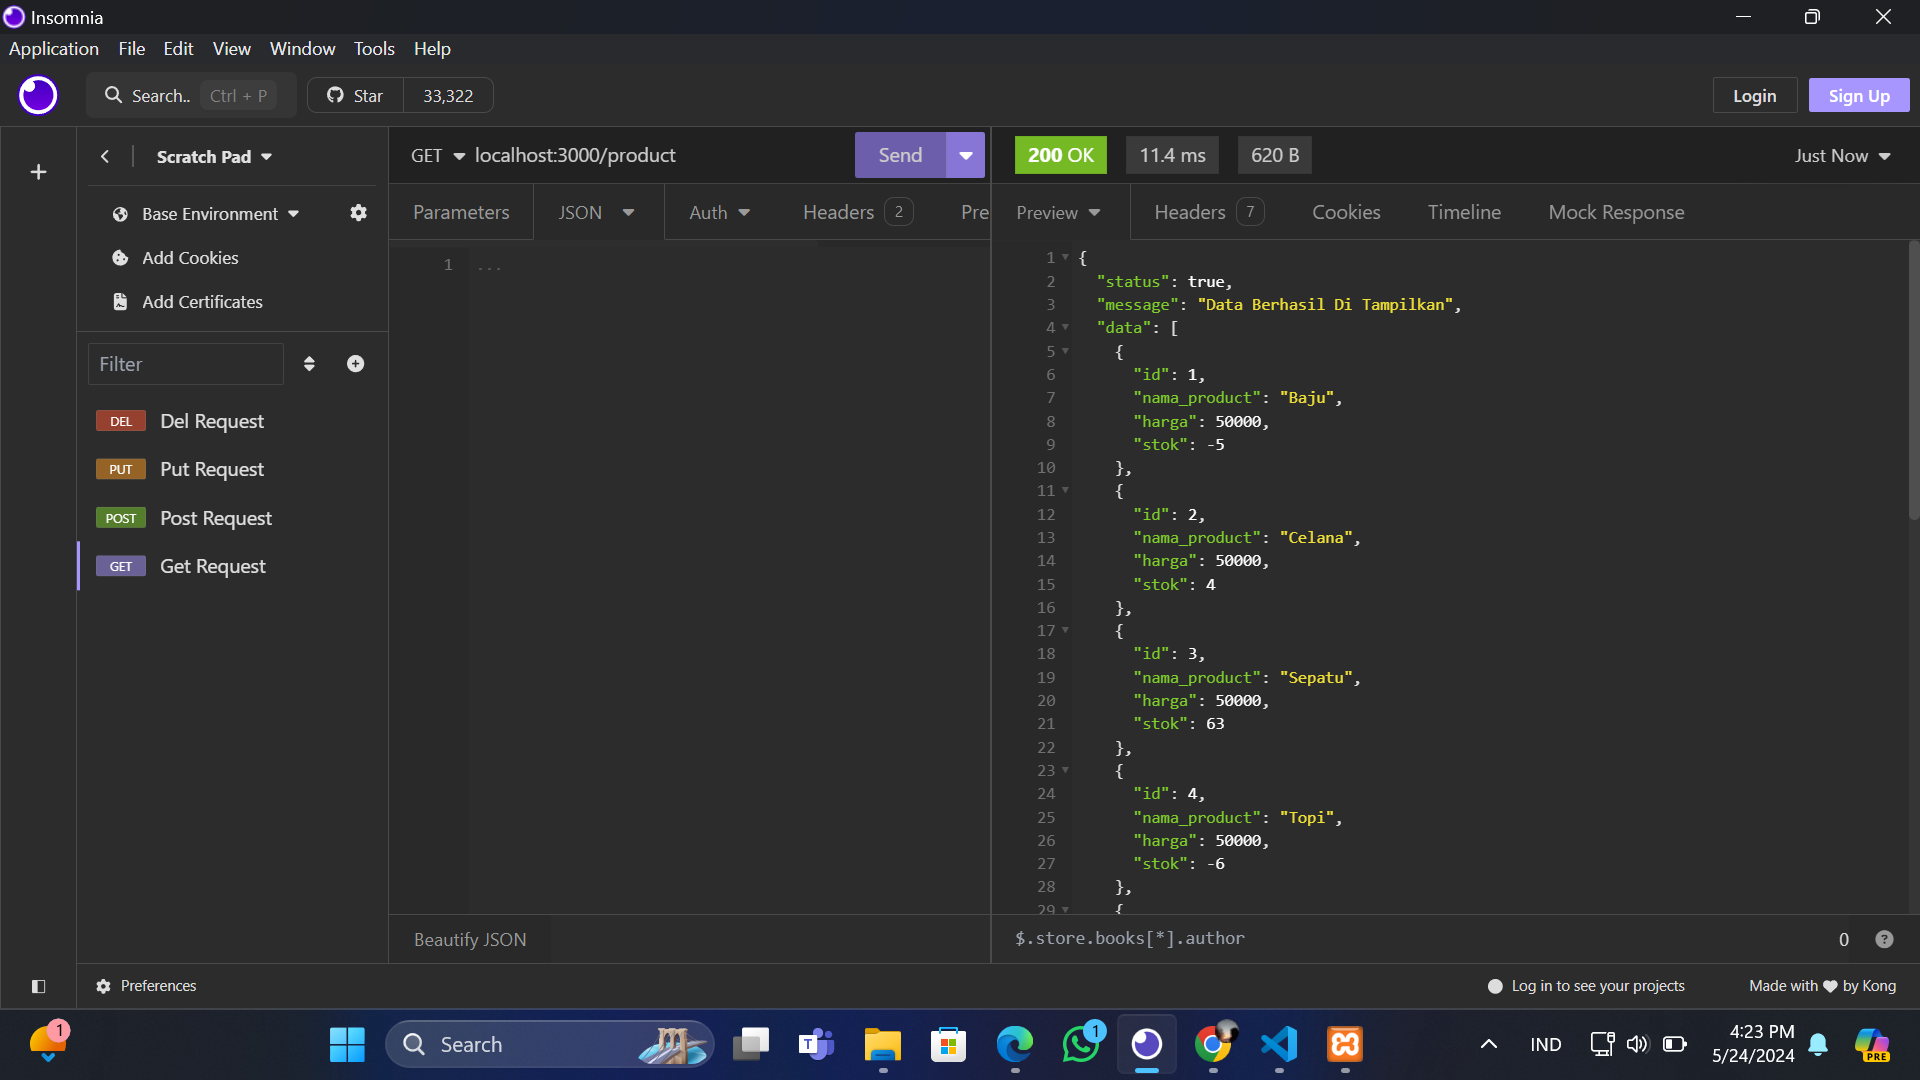 Insomnia
Application File Edit View Window Tools Help
Search.. Ctrl + P Star 33,322 Login Sign Up
Scratch Pad
Base Environment
Add Cookies
Add Certificates
Filter
DEL Del Request
PUT Put Request
POST Post Request
GET Get Request
GET localhost:3000/product Send
Parameters JSON Auth Headers 2 Pre
1 ...
Beautify JSON
200 OK 11.4 ms 620 B Just Now
Preview Headers 7 Cookies Timeline Mock Response
1 {
2 "status": true,
3 "message": "Data Berhasil Di Tampilkan",
4 "data": [
5 {
6 "id": 1,
7 "nama_product": "Baju",
8 "harga": 50000,
9 "stok": -5
10 },
11 {
12 "id": 2,
13 "nama_product": "Celana",
14 "harga": 50000,
15 "stok": 4
16 },
17 {
18 "id": 3,
19 "nama_product": "Sepatu",
20 "harga": 50000,
21 "stok": 63
22 },
23 {
24 "id": 4,
25 "nama_product": "Topi",
26 "harga": 50000,
27 "stok": -6
28 },
29 {
$.store.books[*].author 0 ?
Preferences Log in to see your projects Made with ♥ by Kong
1 Search T 1 IND 4:23 PM PRE
5/24/2024